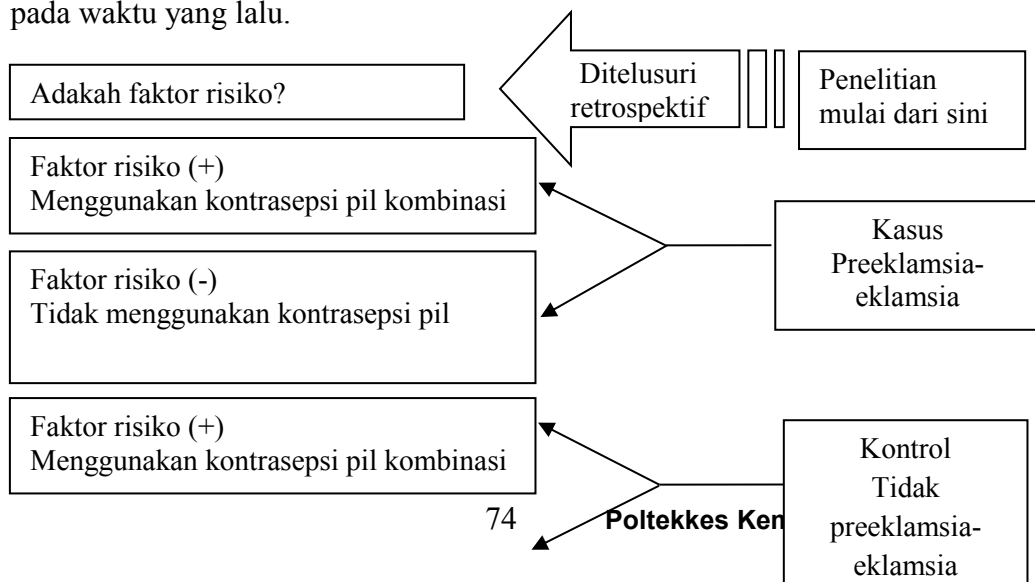 pada waktu yang lalu.
Adakah faktor risiko?
Ditelusuri
retrospektif
Penelitian
mulai dari sini
Faktor risiko (+)
Menggunakan kontrasepsi pil kombinasi
Kasus
Preeklamsia-
eklamsia
Faktor risiko (-)
Tidak menggunakan kontrasepsi pil
Faktor risiko (+)
Menggunakan kontrasepsi pil kombinasi
Kontrol
Tidak
preeklamsia-
eklamsia
74
Poltekkes Ken